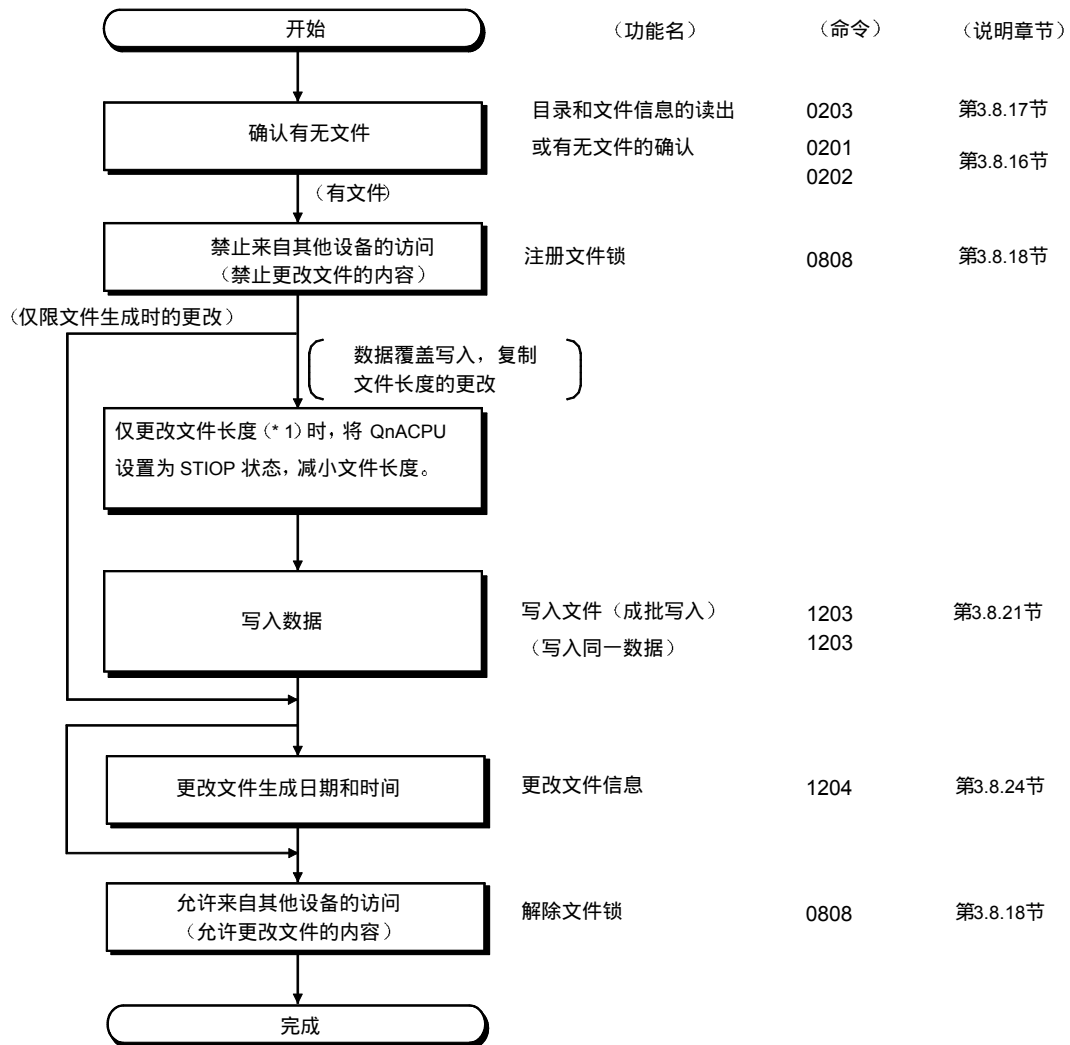 开始 （功能名） （命令） （说明章节）
确认有无文件 目录和文件信息的读出 0203 第3.8.17节
或有无文件的确认 0201 第3.8.16节
0202
（有文件）
禁止来自其他设备的访问
（禁止更改文件的内容） 注册文件锁 0808 第3.8.18节
（仅限文件生成时的更改）
数据覆盖写入，复制
文件长度的更改
仅更改文件长度（* 1）时，将 QnACPU
设置为 STIOP 状态，减小文件长度。
写入数据 写入文件（成批写入） 1203 第3.8.21节
（写入同一数据） 1203
更改文件生成日期和时间 更改文件信息 1204 第3.8.24节
允许来自其他设备的访问
（允许更改文件的内容） 解除文件锁 0808 第3.8.18节
完成